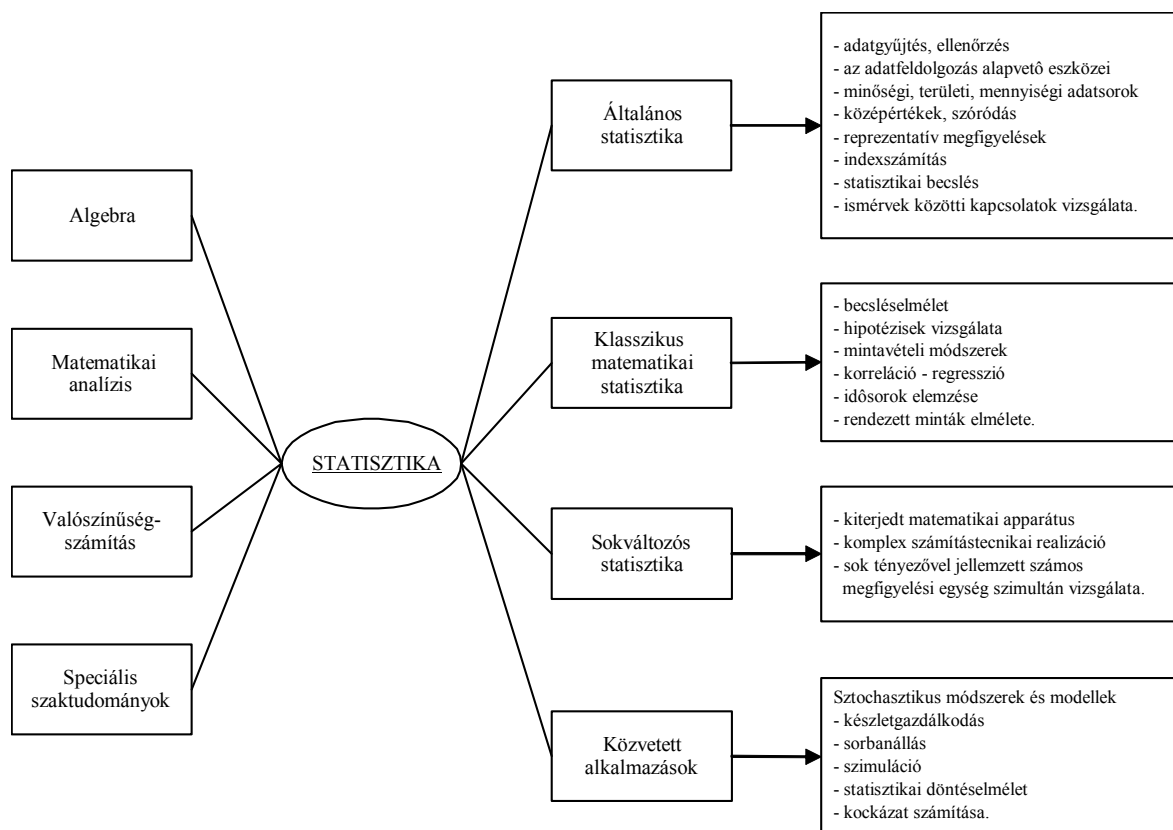 Algebra
Matematikai
analízis
Valószínűség-
számítás
Speciális
szaktudományok
STATISZTIKA
Általános
statisztika
- adatgyűjtés, ellenőrzés
- az adatfeldolgozás alapvetô eszközei
- minőségi, területi, mennyiségi adatsorok
- középértékek, szóródás
- reprezentatív megfigyelések
- indexszámítás
- statisztikai becslés
- ismérvek közötti kapcsolatok vizsgálata.
Klasszikus
matematikai
statisztika
- becsléselmélet
- hipotézisek vizsgálata
- mintavételi módszerek
- korreláció - regresszió
- idôsorok elemzése
- rendezett minták elmélete.
Sokváltozós
statisztika
- kiterjedt matematikai apparátus
- komplex számítástecnikai realizáció
- sok tényezővel jellemzett számos
megfigyelési egység szimultán vizsgálata.
Közvetett
alkalmazások
Sztochasztikus módszerek és modellek
- készletgazdálkodás
- sorbanállás
- szimuláció
- statisztikai döntéselmélet
- kockázat számítása.